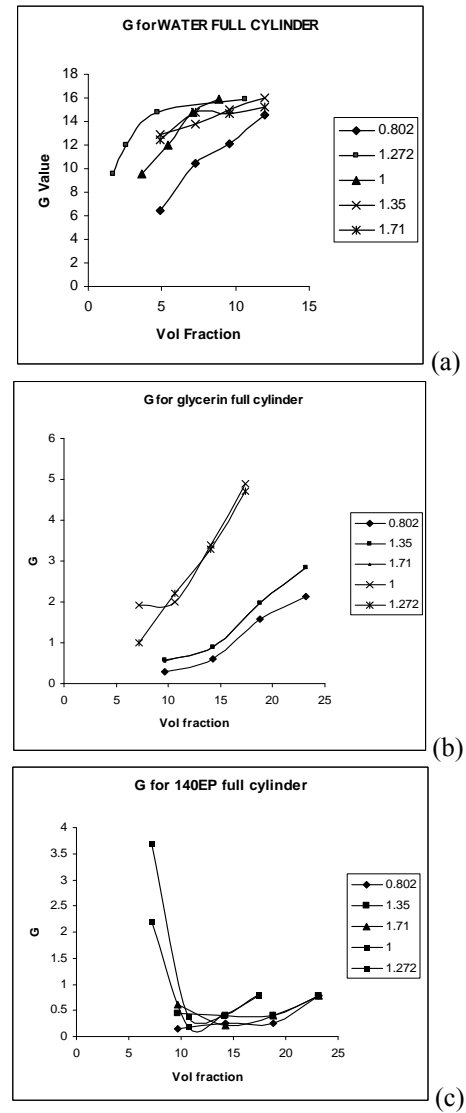 G for WATER FULL CYLINDER
18
16
14
12
10
8
6
4
2
0
G Value
0 5 10 15
Vol Fraction
0.802
1.272
1
1.35
1.71
(a)
G for glycerin full cylinder
6
5
4
3
2
1
0
G
0 5 10 15 20 25
Vol fraction
0.802
1.35
1.71
1
1.272
(b)
G for 140EP full cylinder
4
3.5
3
2.5
2
1.5
1
0.5
0
G
0 5 10 15 20 25
Vol fraction
0.802
1.35
1.71
1
1.272
(c)